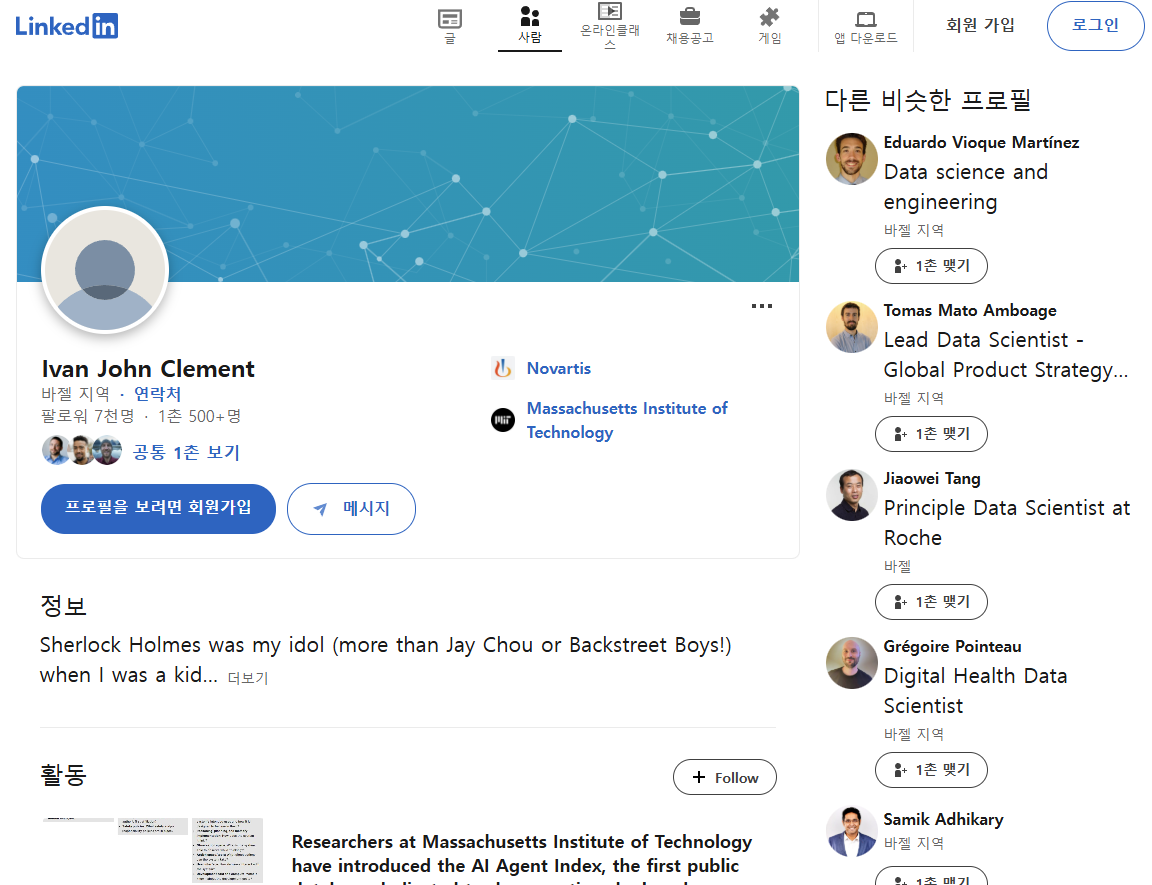 Linked in
글
사람
온라인클래
스
채용공고
게임
앱 다운로드
회원 가입
로그인
Ivan John Clement
바젤 지역 · 연락처
팔로워 7천명 · 1촌 500+명
공통 1촌 보기
프로필을 보려면 회원가입
메시지
Novartis
Massachusetts Institute of
Technology
정보
Sherlock Holmes was my idol (more than Jay Chou or Backstreet Boys!)
when I was a kid… 더보기
활동
+ Follow
Researchers at Massachusetts Institute of Technology
have introduced the AI Agent Index, the first public
다른 비슷한 프로필
Eduardo Vioque Martínez
Data science and
engineering
바젤 지역
1촌 맺기
Tomas Mato Amboage
Lead Data Scientist -
Global Product Strategy…
바젤 지역
1촌 맺기
Jiaowei Tang
Principle Data Scientist at
Roche
바젤
1촌 맺기
Grégoire Pointeau
Digital Health Data
Scientist
바젤 지역
1촌 맺기
Samik Adhikary
바젤 지역
1촌 맺기